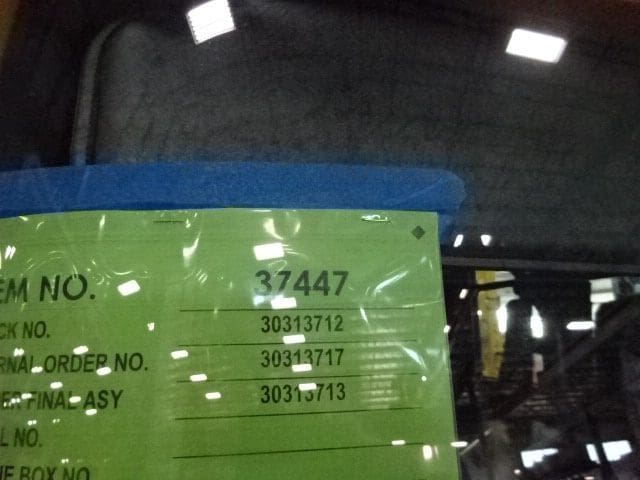 EM NO. 37447
CK NO. 30313712
RNAL ORDER NO. 30313717
ER FINAL ASY 30313713
L NO.
E BOX NO